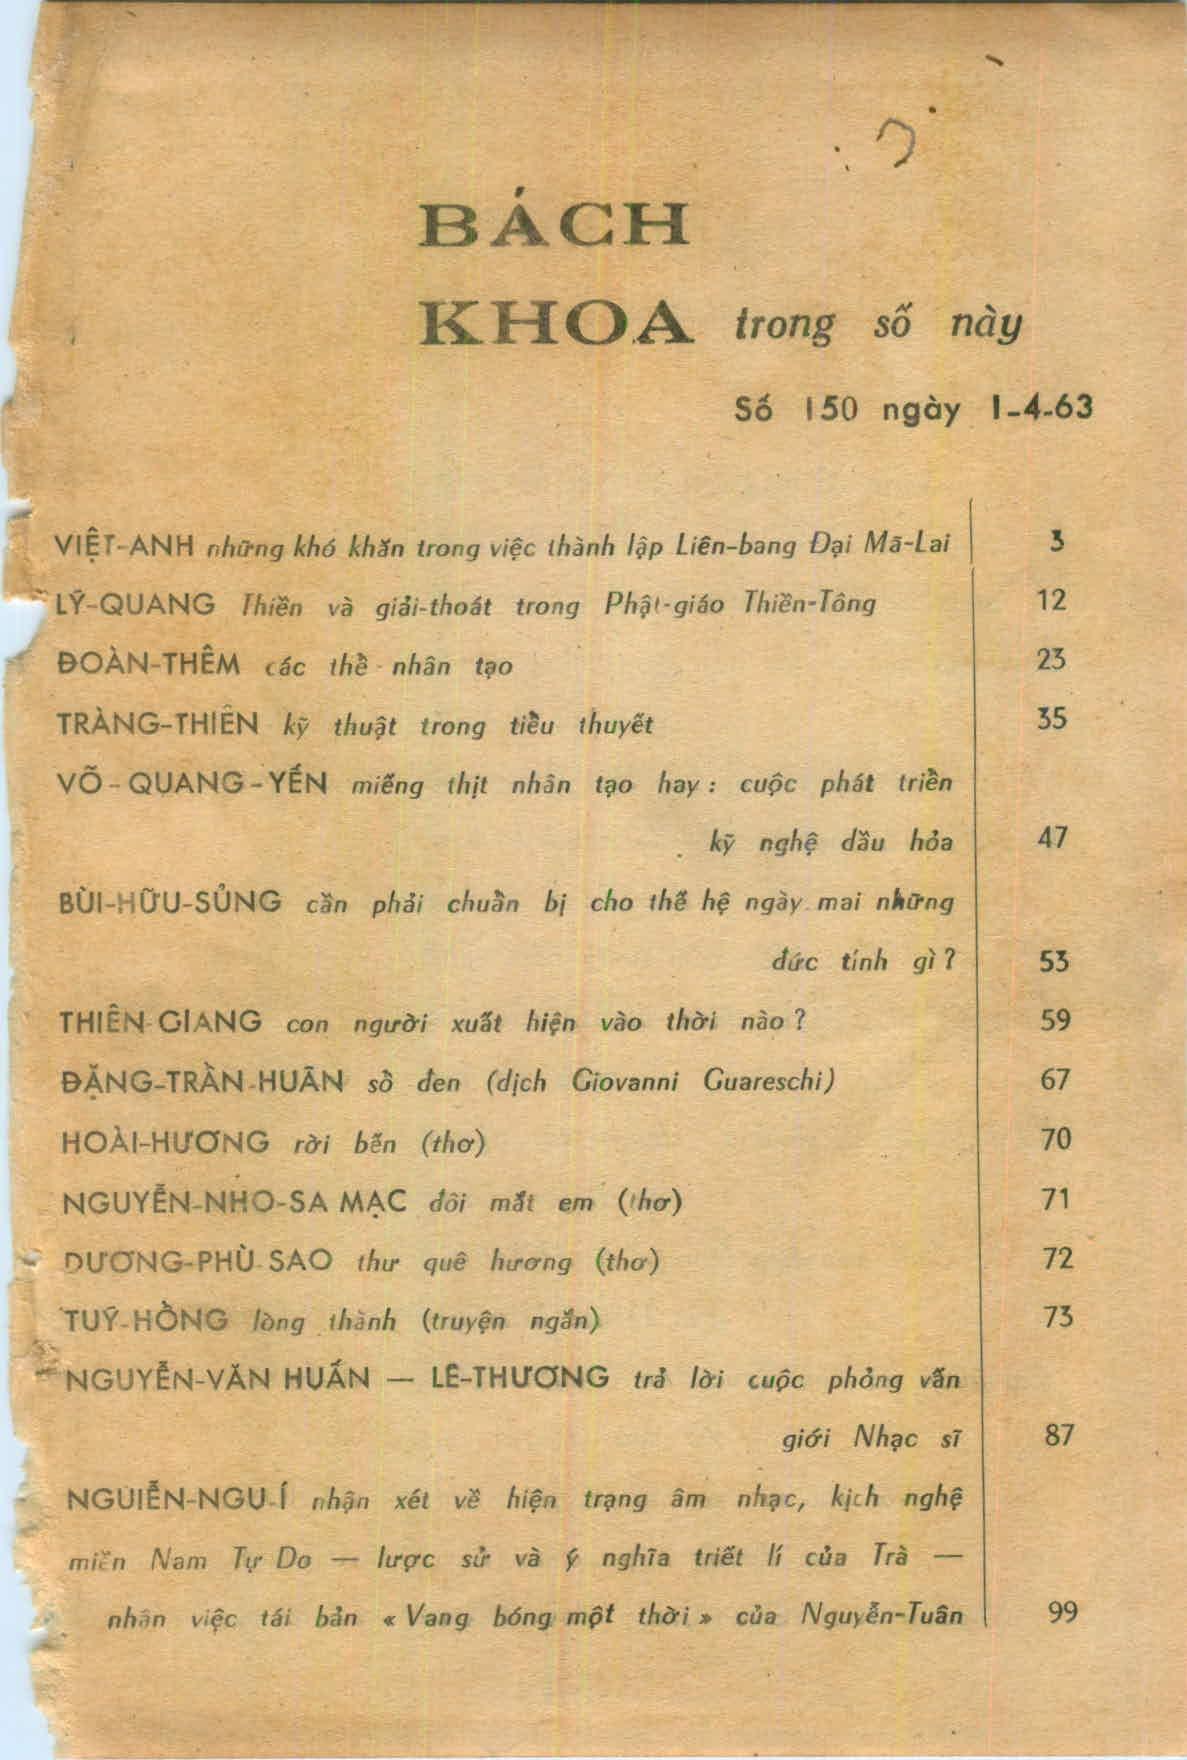 BÁCH
KHOA trong số này
Số 150 ngày 1-4-63
VIỆT-ANH những khó khăn trong việc thành lập Liên-bang Đại Mã-Lai 3
LÝ-QUANG Thiền và giải-thoát trong Phật-giáo Thiền-Tông 12
ĐOÀN-THÊM các thể nhân tạo 23
TRÀNG-THIÊN kỹ thuật trong tiểu thuyết 35
VÕ-QUANG-YẾN miếng thịt nhân tạo hay : cuộc phát triển
kỹ nghệ dầu hỏa 47
BÙI-HỮU-SỦNG cần phải chuẩn bị cho thế hệ ngày mai những
đức tính gì ? 53
THIÊN-GIANG con người xuất hiện vào thời nào ? 59
ĐẶNG-TRẦN-HUÂN sổ đen (dịch Giovanni Guareschi) 67
HOÀI-HƯƠNG rời bến (thơ) 70
NGUYỄN-NHO-SA MẠC đôi mắt em (thơ) 71
DƯƠNG-PHÙ-SAO thư quê hương (thơ) 72
TUÝ-HỒNG lòng thành (truyện ngắn) 73
NGUYỄN-VĂN HUẤN — LÊ-THƯƠNG trả lời cuộc phỏng vấn
giới Nhạc sĩ 87
NGUIỄN-NGU-Í nhận xét về hiện trạng âm nhạc, kịch nghệ
miền Nam Tự Do — lược sử và ý nghĩa triết lí của Trà —
nhân việc tái bản « Vang bóng một thời » của Nguyễn-Tuân 99